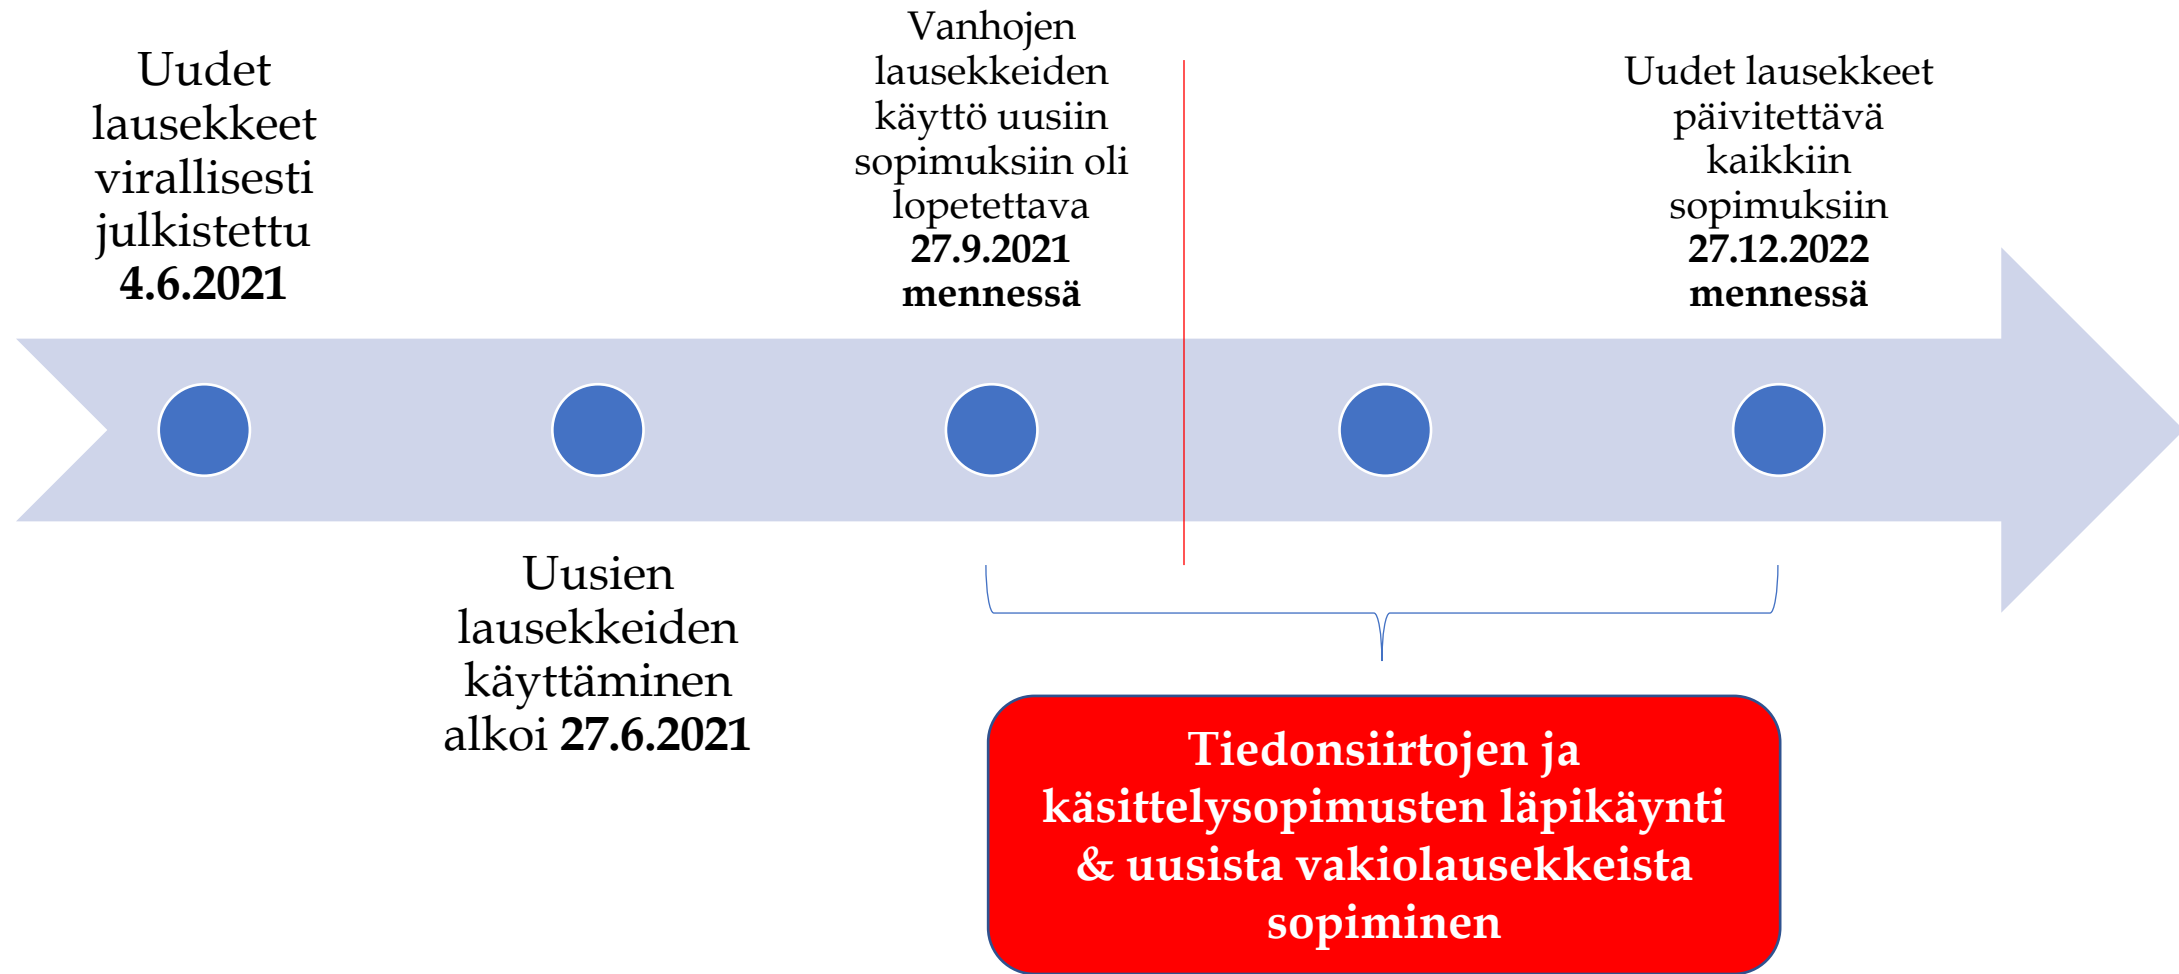 Uudet
lausekkeet
virallisesti
julkistettu
4.6.2021
Uusien
lausekkeiden
käyttäminen
alkoi 27.6.2021
Vanhojen
lausekkeiden
käyttö uusiin
sopimuksiin oli
lopetettava
27.9.2021
mennessä
Uudet lausekkeet
päivitettävä
kaikkiin
sopimuksiin
27.12.2022
mennessä
Tiedonsiirtojen ja
käsittelysopimusten läpikäynti
& uusista vakiolausekkeista
sopiminen